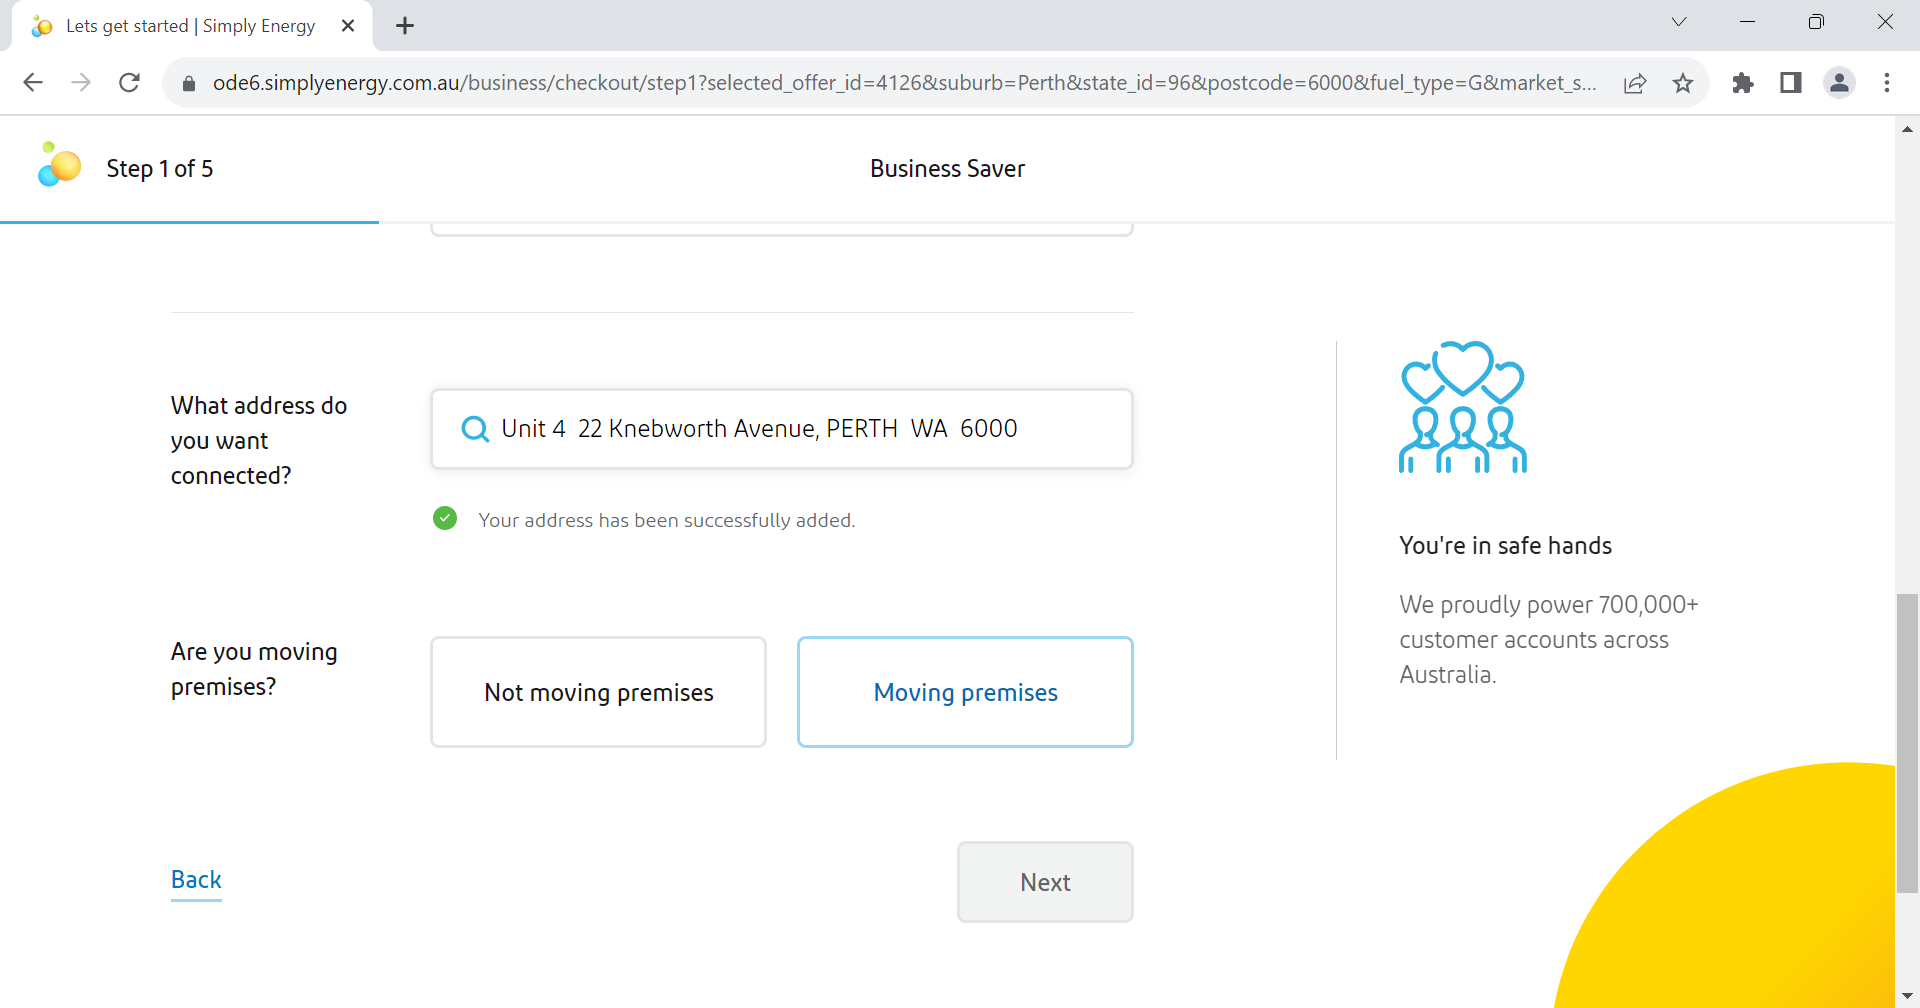 Lets get started | Simply Energy
ode6.simplyenergy.com.au/business/checkout/step1?selected_offer_id=4126&suburb=Perth&state_id=96&postcode=6000&fuel_type=G&market_s...
Step 1 of 5
Business Saver
What address do
you want
connected?
Unit 4  22 Knebworth Avenue, PERTH  WA  6000
Your address has been successfully added.
Are you moving
premises?
Not moving premises
Moving premises
Back
Next
You're in safe hands
We proudly power 700,000+
customer accounts across
Australia.